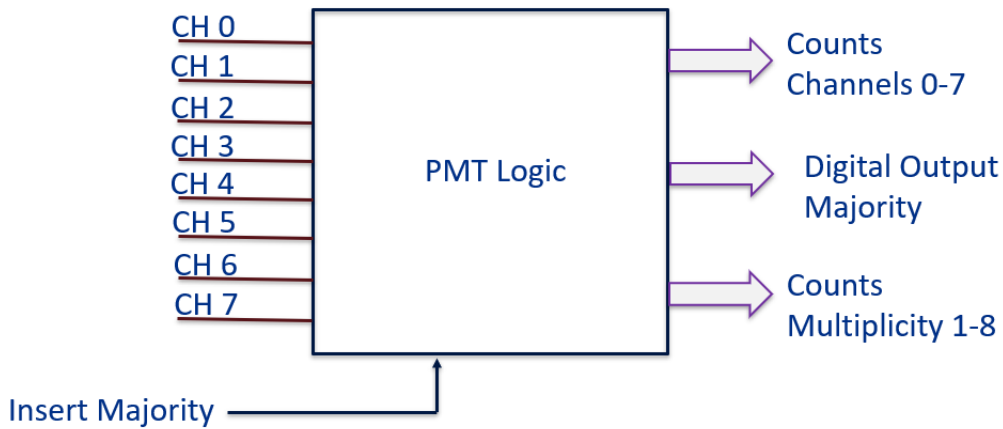 CH 0
CH 1
CH 2
CH 3
CH 4
CH 5
CH 6
CH 7
PMT Logic
Counts
Channels 0-7
Digital Output
Majority
Counts
Multiplicity 1-8
Insert Majority